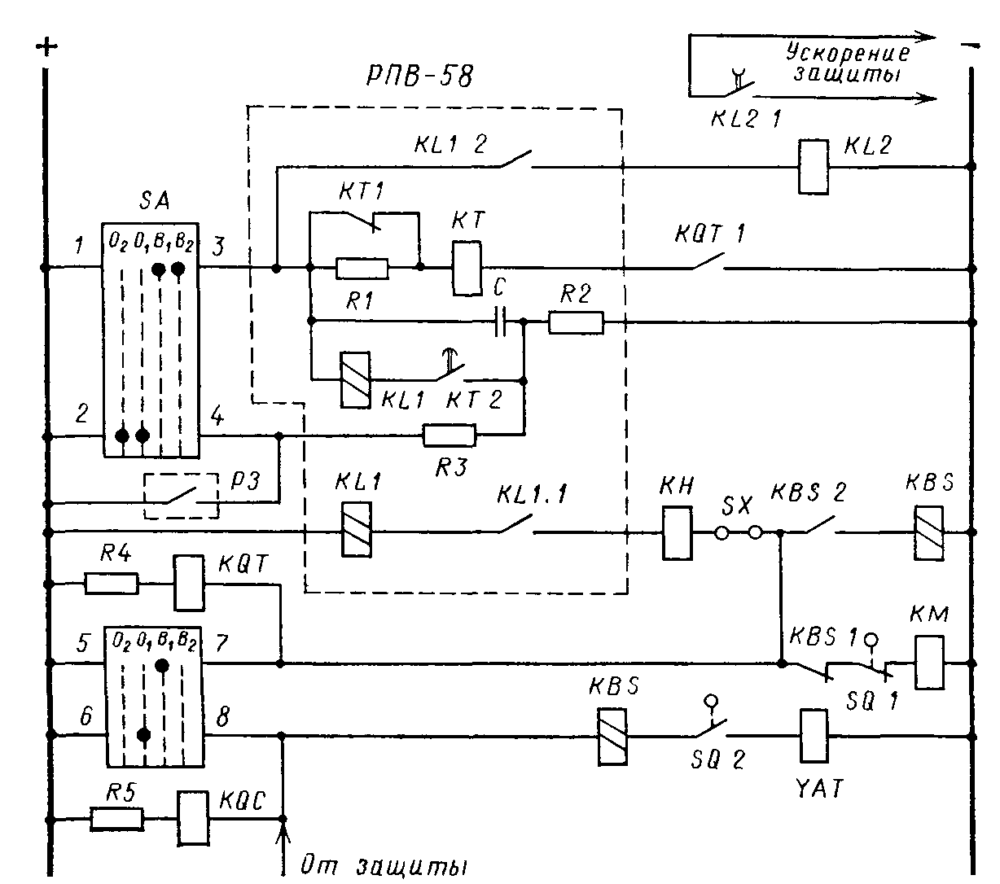 +
−
Ускорение
защиты
РПВ-58
KL2 1
KL1 2
KL2
SA
KT1
KT
KQT 1
1
O₂ O₁ B₁ B₂
3
R1
C
R2
2
4
KL1
KT 2
R3
РЗ
KL1
KL1.1
KH
SX
KBS 2
KBS
R4
KQT
KM
5
O₂ O₁ B₁ B₂
7
KBS 1
SQ 1
KBS
6
8
SQ 2
YAT
R5
KQC
От защиты